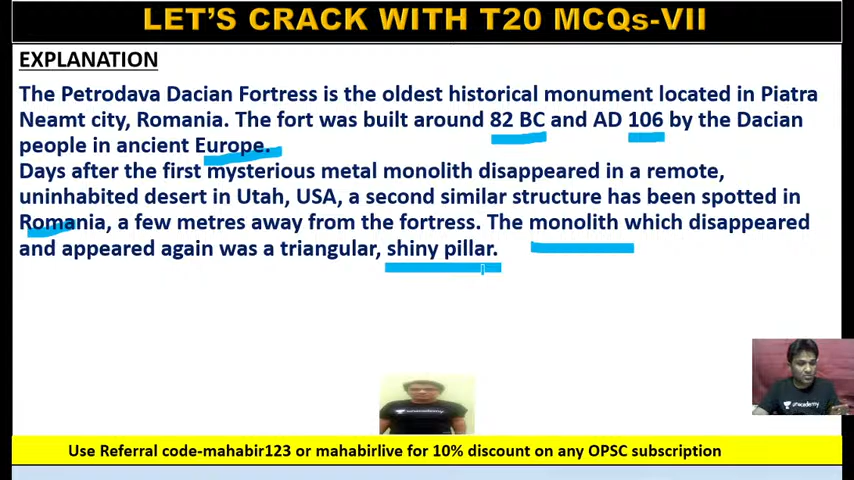 LET'S CRACK WITH T20 MCQs-VII
EXPLANATION
The Petrodava Dacian Fortress is the oldest historical monument located in Piatra
Neamt city, Romania. The fort was built around 82 BC and AD 106 by the Dacian
people in ancient Europe.
Days after the first mysterious metal monolith disappeared in a remote,
uninhabited desert in Utah, USA, a second similar structure has been spotted in
Romania, a few metres away from the fortress. The monolith which disappeared
and appeared again was a triangular, shiny pillar.
unacademy
unacademy
Use Referral code-mahabir123 or mahabirlive for 10% discount on any OPSC subscription